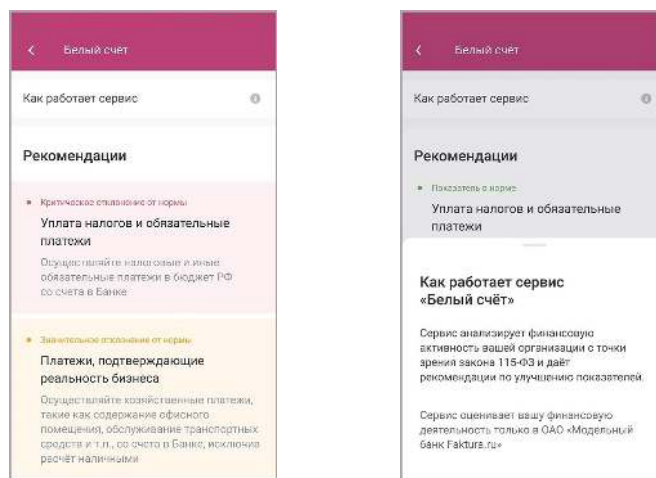 Белый счёт
Как работает сервис
Рекомендации
Критическое отклонение от нормы
Уплата налогов и обязательные
платежи
Осуществляйте налоговые и иные
обязательные платежи в бюджет РФ
со счета в Банке
Значительное отклонение от нормы
Платежи, подтверждающие
реальность бизнеса
Осуществляйте хозяйственные платежи,
такие как содержание офисного
помещения, обслуживание транспортных
средств и т.п., со счета в Банке, исключив
расчёт наличными
Белый счёт
Как работает сервис
Рекомендации
Показатель в норме
Уплата налогов и обязательные
платежи
Как работает сервис
«Белый счёт»
Сервис анализирует финансовую
активность вашей организации с точки
зрения закона 115-ФЗ и даёт
рекомендации по улучшению показателей.
Сервис оценивает вашу финансовую
деятельность только в ОАО «Модельный
банк Faktura.ru»